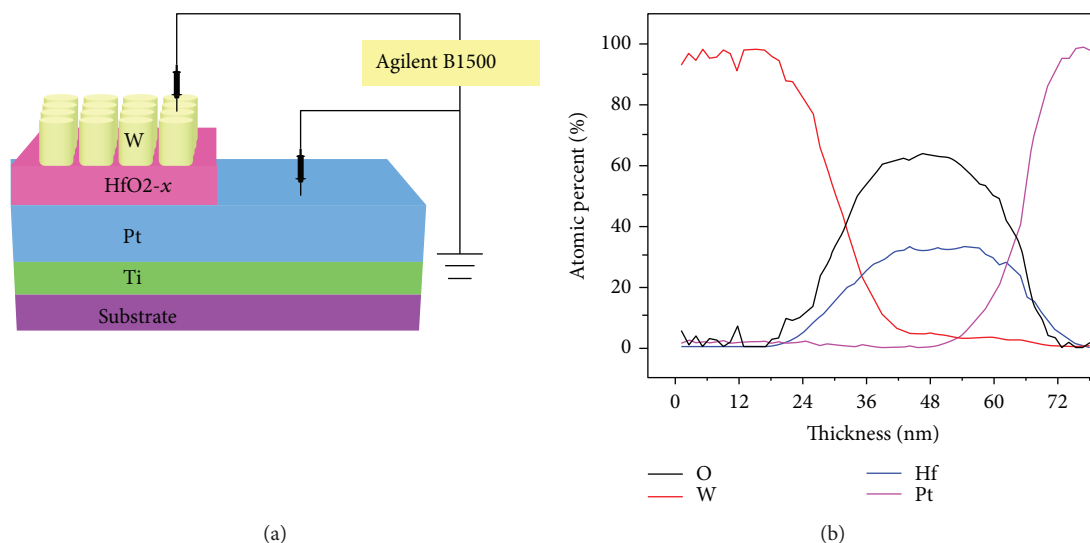 Agilent B1500
W
HfO2-x
Pt
Ti
Substrate
(a)
Atomic percent (%)
100
80
60
40
20
0
0 12 24 36 48 60 72
Thickness (nm)
O Hf
W Pt
(b)